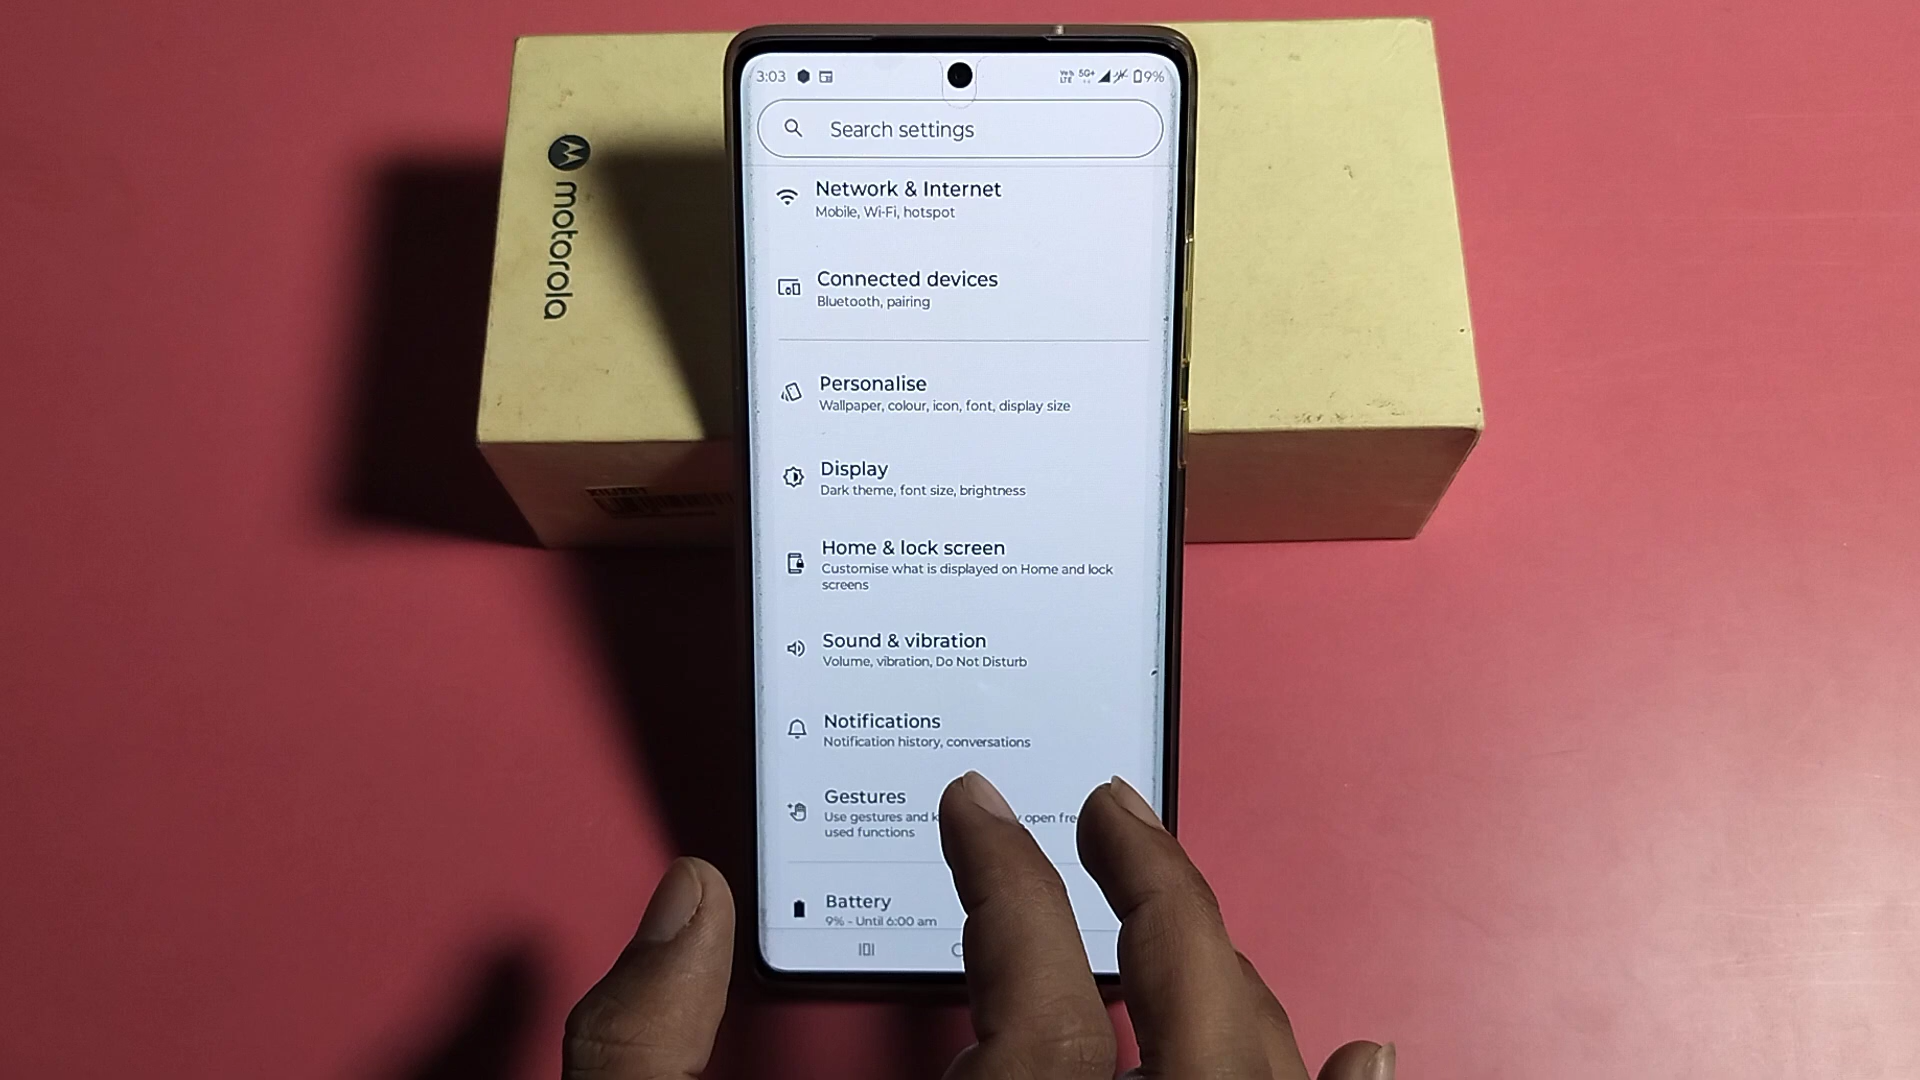 motorola
3:03
Vo LTE 5G+ 9%
Search settings
Network & Internet
Mobile, Wi-Fi, hotspot
Connected devices
Bluetooth, pairing
Personalise
Wallpaper, colour, icon, font, display size
Display
Dark theme, font size, brightness
Home & lock screen
Customise what is displayed on Home and lock
screens
Sound & vibration
Volume, vibration, Do Not Disturb
Notifications
Notification history, conversations
Gestures
Use gestures and open
used functions
Battery
9% - Until 6:00 am